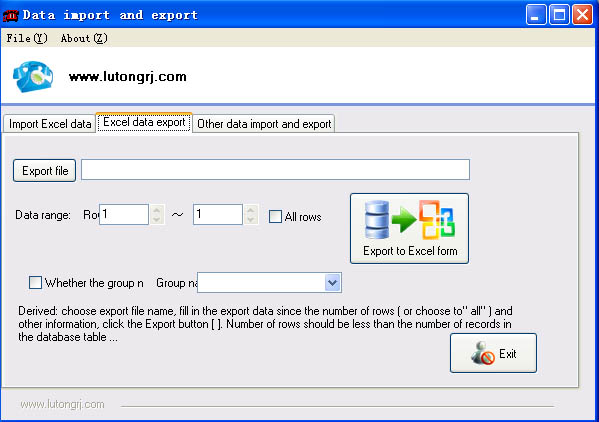 Data import and export
File(Y) About(Z)
www.lutongrj.com
Import Excel data Excel data export Other data import and export
Export file
Data range: Rou 1 ～ 1 All rows
Export to Excel form
Whether the group n Group na
Derived: choose export file name, fill in the export data since the number of rows ( or choose to" all" ) and
other information, click the Export button [ ]. Number of rows should be less than the number of records in
the database table ...
Exit
www.lutongrj.com